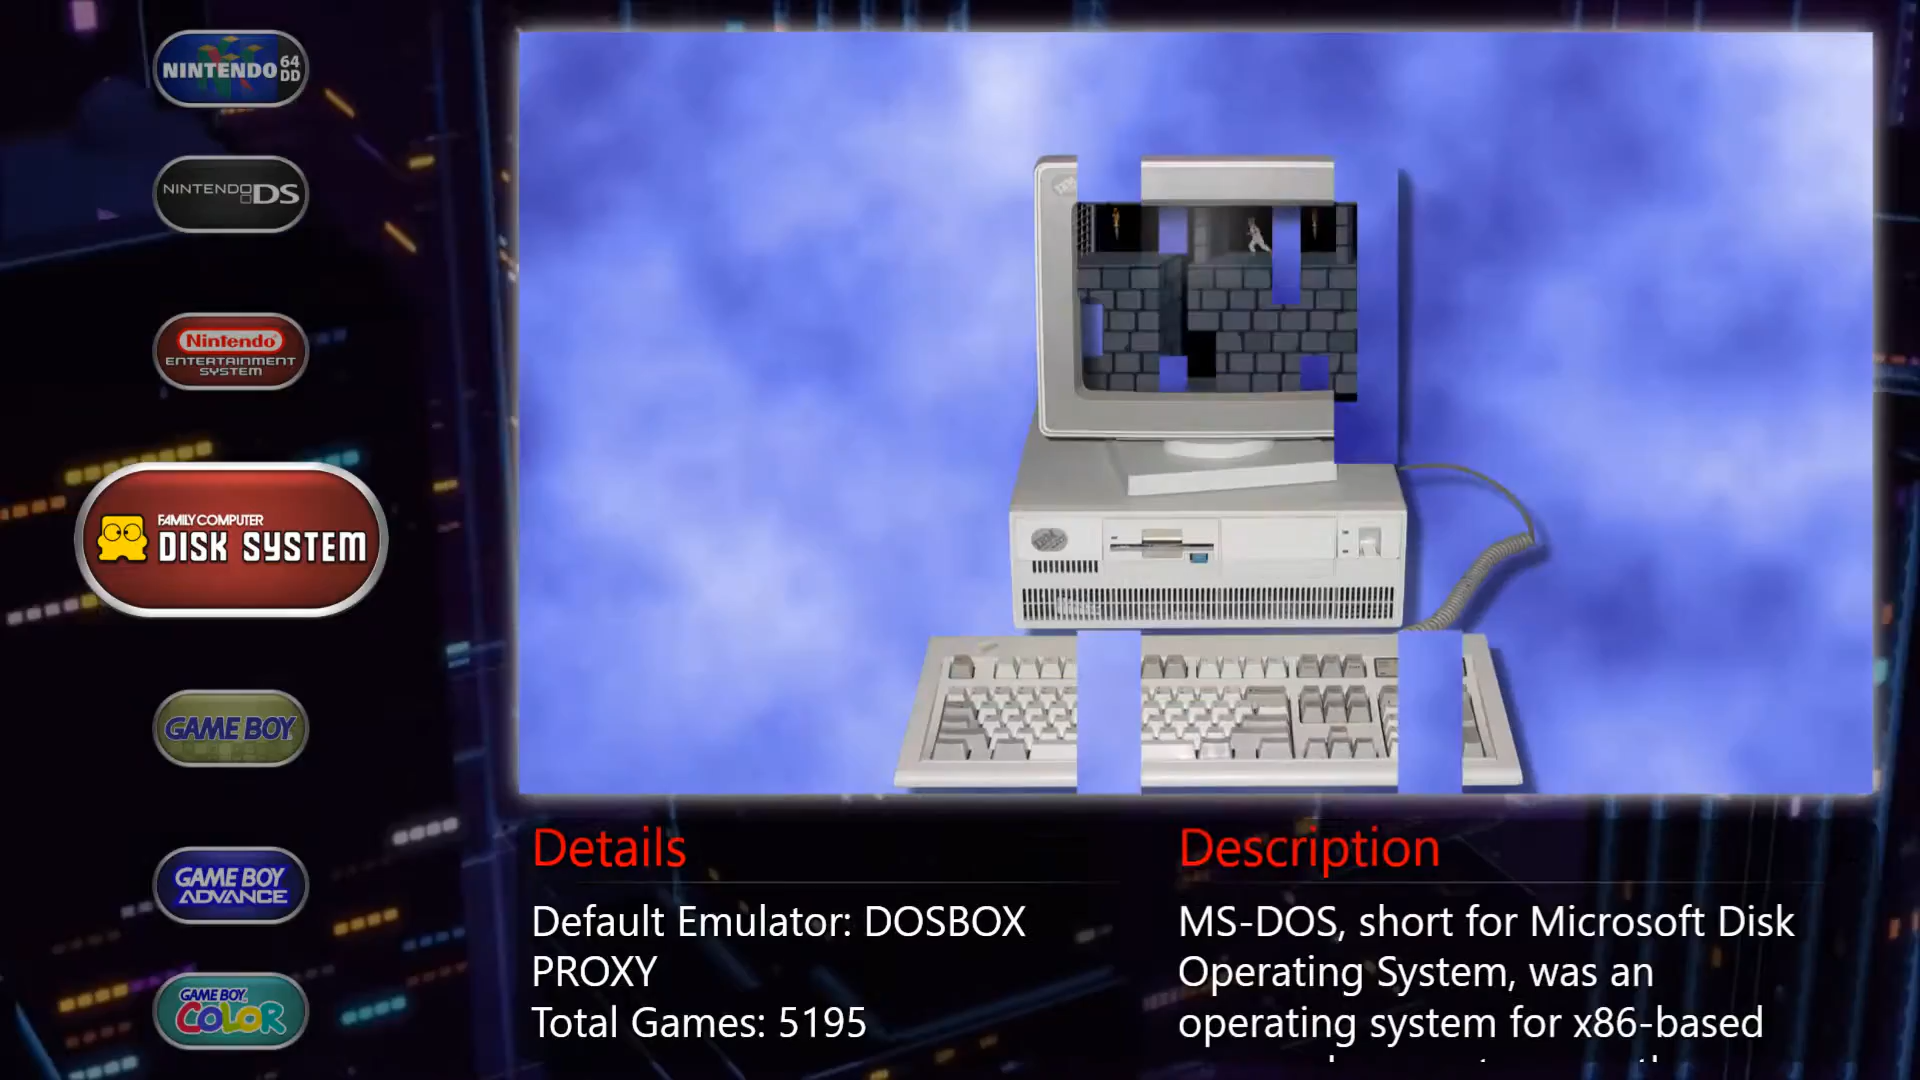 NINTENDO 64 DD
NINTENDO DS
Nintendo
ENTERTAINMENT
SYSTEM
FAMILY COMPUTER
DISK SYSTEM
GAME BOY
GAME BOY
ADVANCE
GAME BOY
COLOR
Details
Default Emulator: DOSBOX
PROXY
Total Games: 5195
Description
MS-DOS, short for Microsoft Disk
Operating System, was an
operating system for x86-based